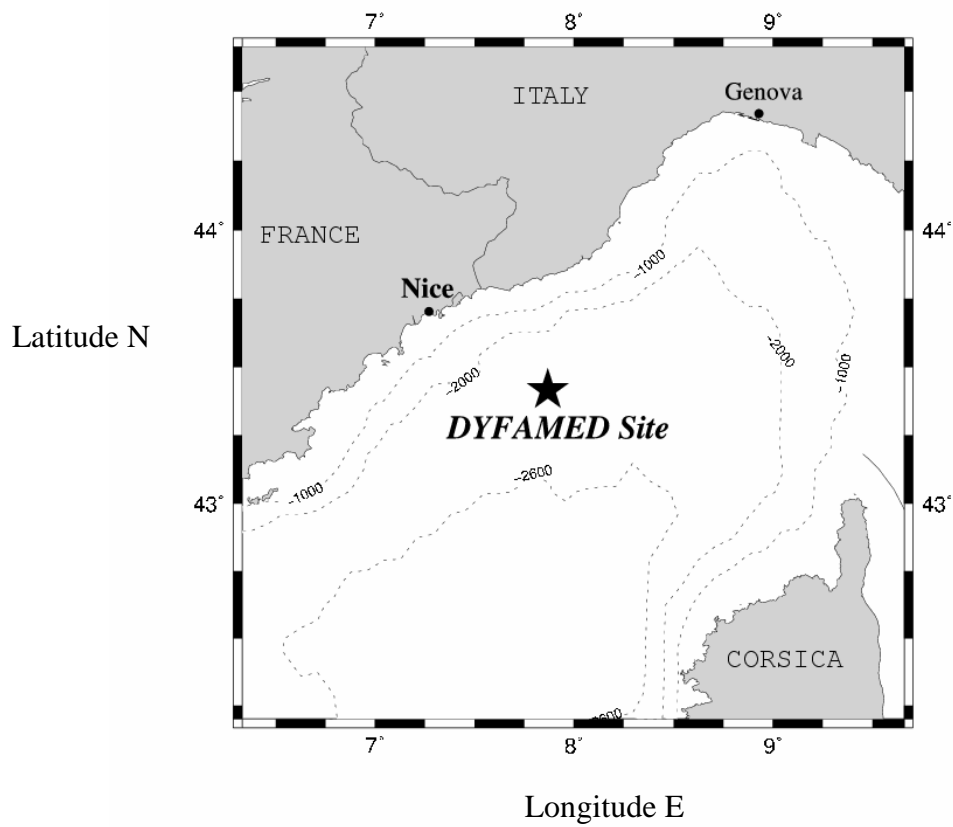 7° 8° 9°
ITALY
Genova
44° 44°
FRANCE
-1000
Nice
Latitude N
-2000
-2000
-1000
DYFAMED Site
-2600
-1000
43° 43°
CORSICA
7° 8° 9°
Longitude E